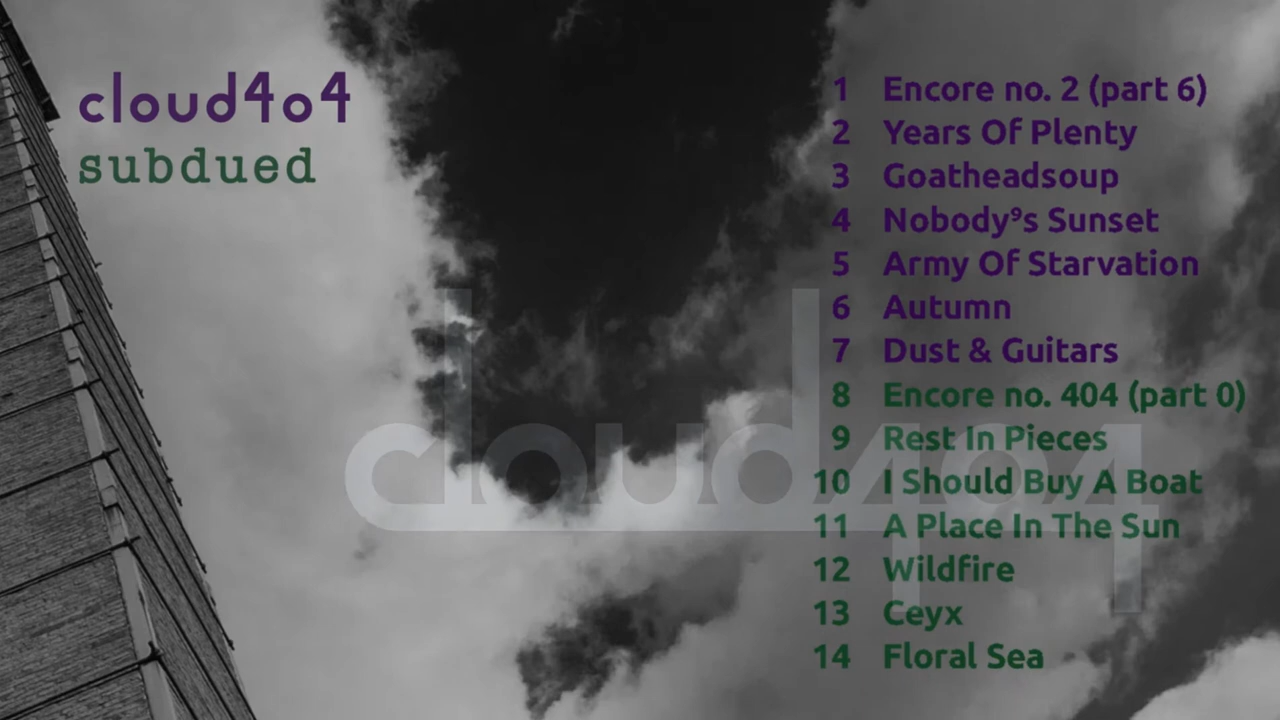 cloud4o4
subdued
1 Encore no. 2 (part 6)
2 Years Of Plenty
3 Goatheadsoup
4 Nobody⁹s Sunset
5 Army Of Starvation
6 Autumn
7 Dust & Guitars
8 Encore no. 404 (part 0)
9 Rest In Pieces
10 I Should Buy A Boat
11 A Place In The Sun
12 Wildfire
13 Ceyx
14 Floral Sea
cloud404